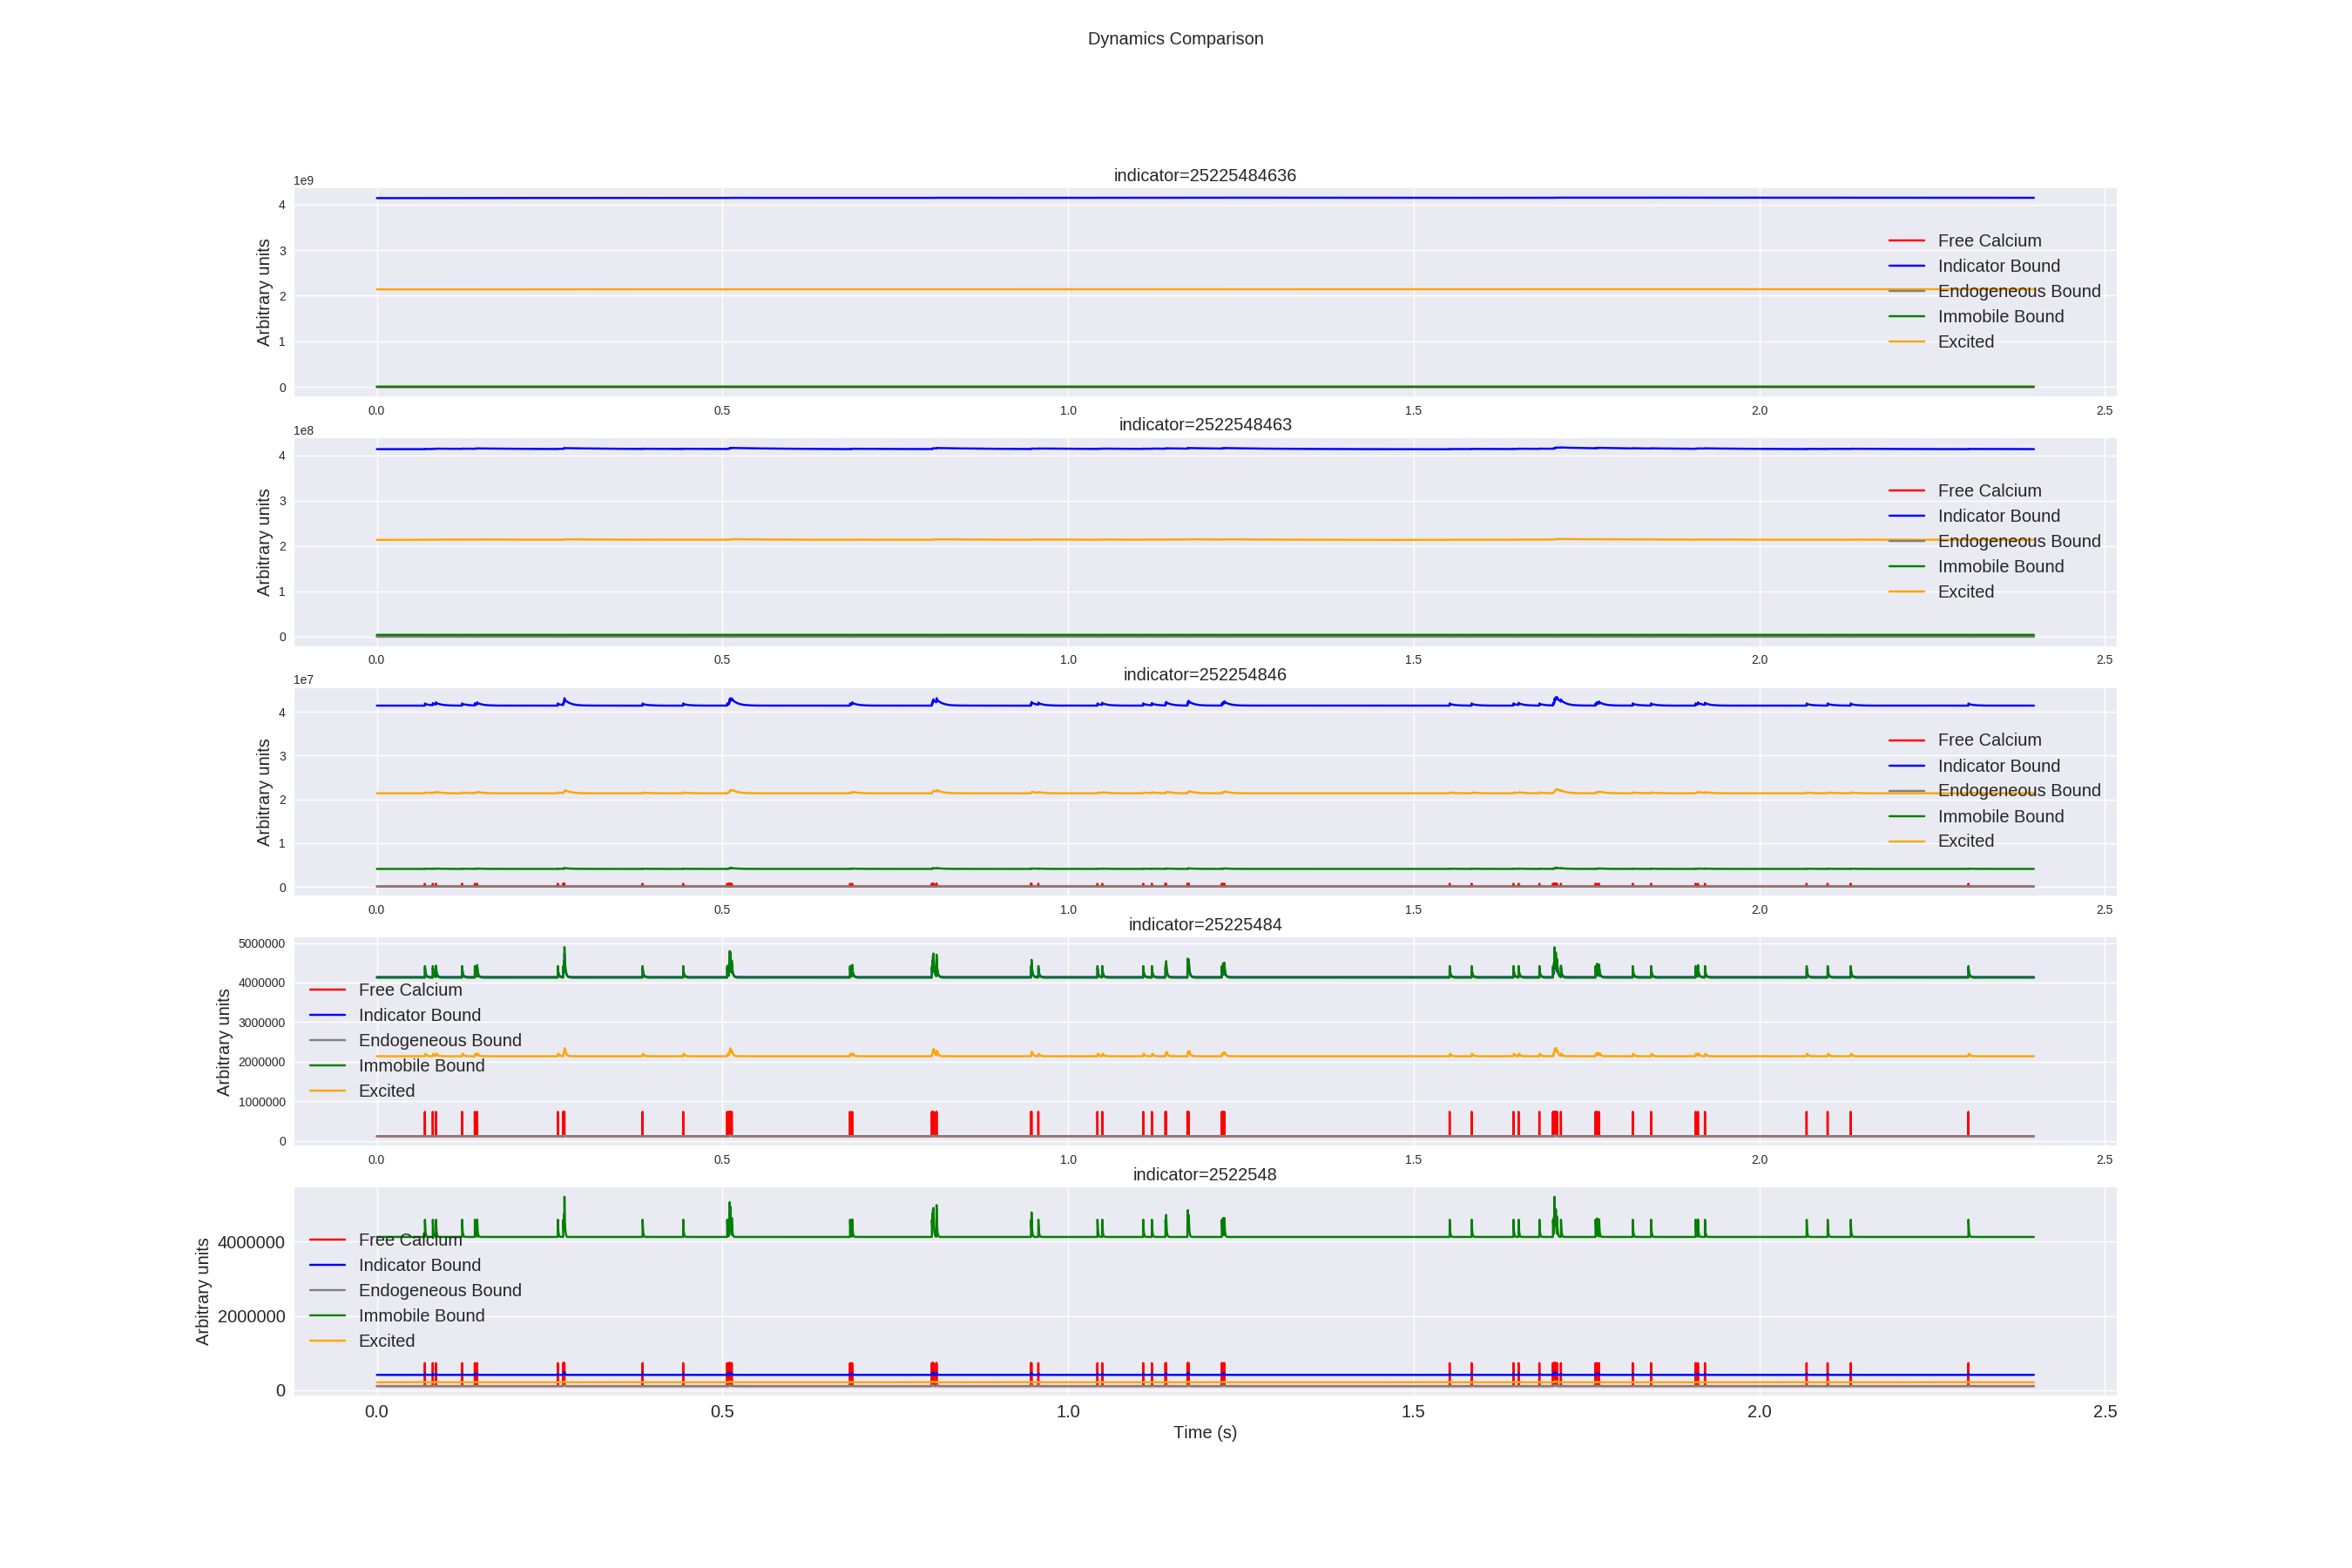 Dynamics Comparison
indicator=25225484636
1e9
4
3
2
1
0
Arbitrary units
Free Calcium
Indicator Bound
Endogeneous Bound
Immobile Bound
Excited
0.0 0.5 1.0 1.5 2.0 2.5
indicator=2522548463
1e8
4
3
2
1
0
Arbitrary units
Free Calcium
Indicator Bound
Endogeneous Bound
Immobile Bound
Excited
0.0 0.5 1.0 1.5 2.0 2.5
indicator=252254846
1e7
4
3
2
1
0
Arbitrary units
Free Calcium
Indicator Bound
Endogeneous Bound
Immobile Bound
Excited
0.0 0.5 1.0 1.5 2.0 2.5
indicator=25225484
5000000
4000000
3000000
2000000
1000000
0
Arbitrary units
Free Calcium
Indicator Bound
Endogeneous Bound
Immobile Bound
Excited
0.0 0.5 1.0 1.5 2.0 2.5
indicator=2522548
4000000
2000000
0
Arbitrary units
Free Calcium
Indicator Bound
Endogeneous Bound
Immobile Bound
Excited
0.0 0.5 1.0 1.5 2.0 2.5
Time (s)